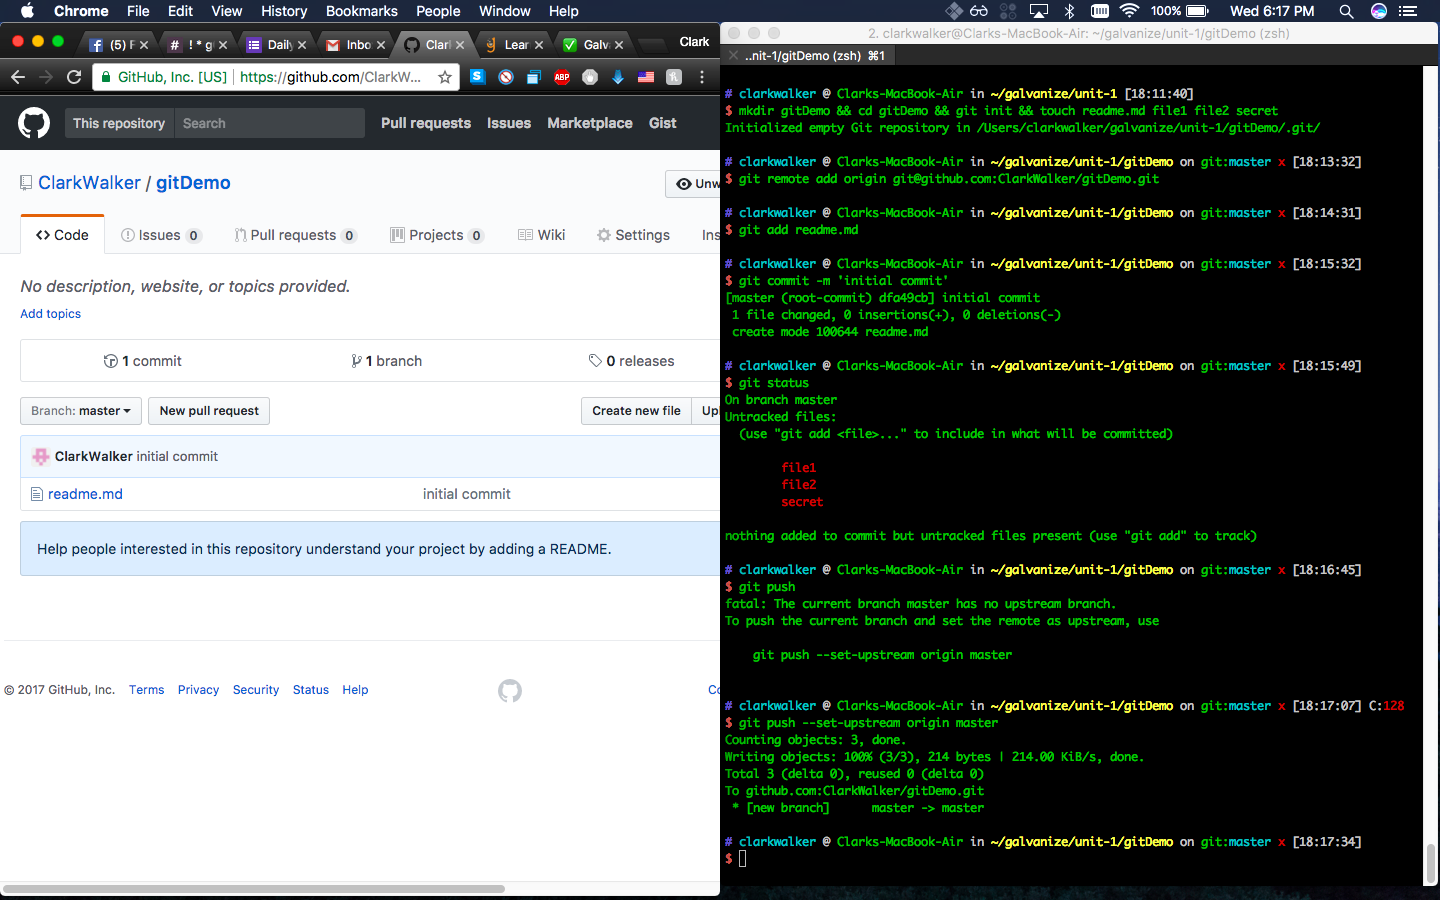 Chrome File Edit View History Bookmarks People Window Help 100% Wed 6:17 PM
(5) F # ! * g Daily Inbo Clar Lear Galv Clark
GitHub, Inc. [US] https://github.com/ClarkW...
This repository Search Pull requests Issues Marketplace Gist
ClarkWalker / gitDemo
Unw
Code Issues 0 Pull requests 0 Projects 0 Wiki Settings Ins
No description, website, or topics provided.
Add topics
1 commit 1 branch 0 releases
Branch: master New pull request Create new file Up
ClarkWalker initial commit
readme.md initial commit
Help people interested in this repository understand your project by adding a README.
© 2017 GitHub, Inc. Terms Privacy Security Status Help Co
2. clarkwalker@Clarks-MacBook-Air: ~/galvanize/unit-1/gitDemo (zsh)
..nit-1/gitDemo (zsh) ⌘1
# clarkwalker @ Clarks-MacBook-Air in ~/galvanize/unit-1 [18:11:40]
$ mkdir gitDemo && cd gitDemo && git init && touch readme.md file1 file2 secret
Initialized empty Git repository in /Users/clarkwalker/galvanize/unit-1/gitDemo/.git/
# clarkwalker @ Clarks-MacBook-Air in ~/galvanize/unit-1/gitDemo on git:master x [18:13:32]
$ git remote add origin git@github.com:ClarkWalker/gitDemo.git
# clarkwalker @ Clarks-MacBook-Air in ~/galvanize/unit-1/gitDemo on git:master x [18:14:31]
$ git add readme.md
# clarkwalker @ Clarks-MacBook-Air in ~/galvanize/unit-1/gitDemo on git:master x [18:15:32]
$ git commit -m 'initial commit'
[master (root-commit) dfa49cb] initial commit
1 file changed, 0 insertions(+), 0 deletions(-)
create mode 100644 readme.md
# clarkwalker @ Clarks-MacBook-Air in ~/galvanize/unit-1/gitDemo on git:master x [18:15:49]
$ git status
On branch master
Untracked files:
(use "git add <file>..." to include in what will be committed)
file1
file2
secret
nothing added to commit but untracked files present (use "git add" to track)
# clarkwalker @ Clarks-MacBook-Air in ~/galvanize/unit-1/gitDemo on git:master x [18:16:45]
$ git push
fatal: The current branch master has no upstream branch.
To push the current branch and set the remote as upstream, use
git push --set-upstream origin master
# clarkwalker @ Clarks-MacBook-Air in ~/galvanize/unit-1/gitDemo on git:master x [18:17:07] C:128
$ git push --set-upstream origin master
Counting objects: 3, done.
Writing objects: 100% (3/3), 214 bytes | 214.00 KiB/s, done.
Total 3 (delta 0), reused 0 (delta 0)
To github.com:ClarkWalker/gitDemo.git
* [new branch] master -> master
# clarkwalker @ Clarks-MacBook-Air in ~/galvanize/unit-1/gitDemo on git:master x [18:17:34]
$